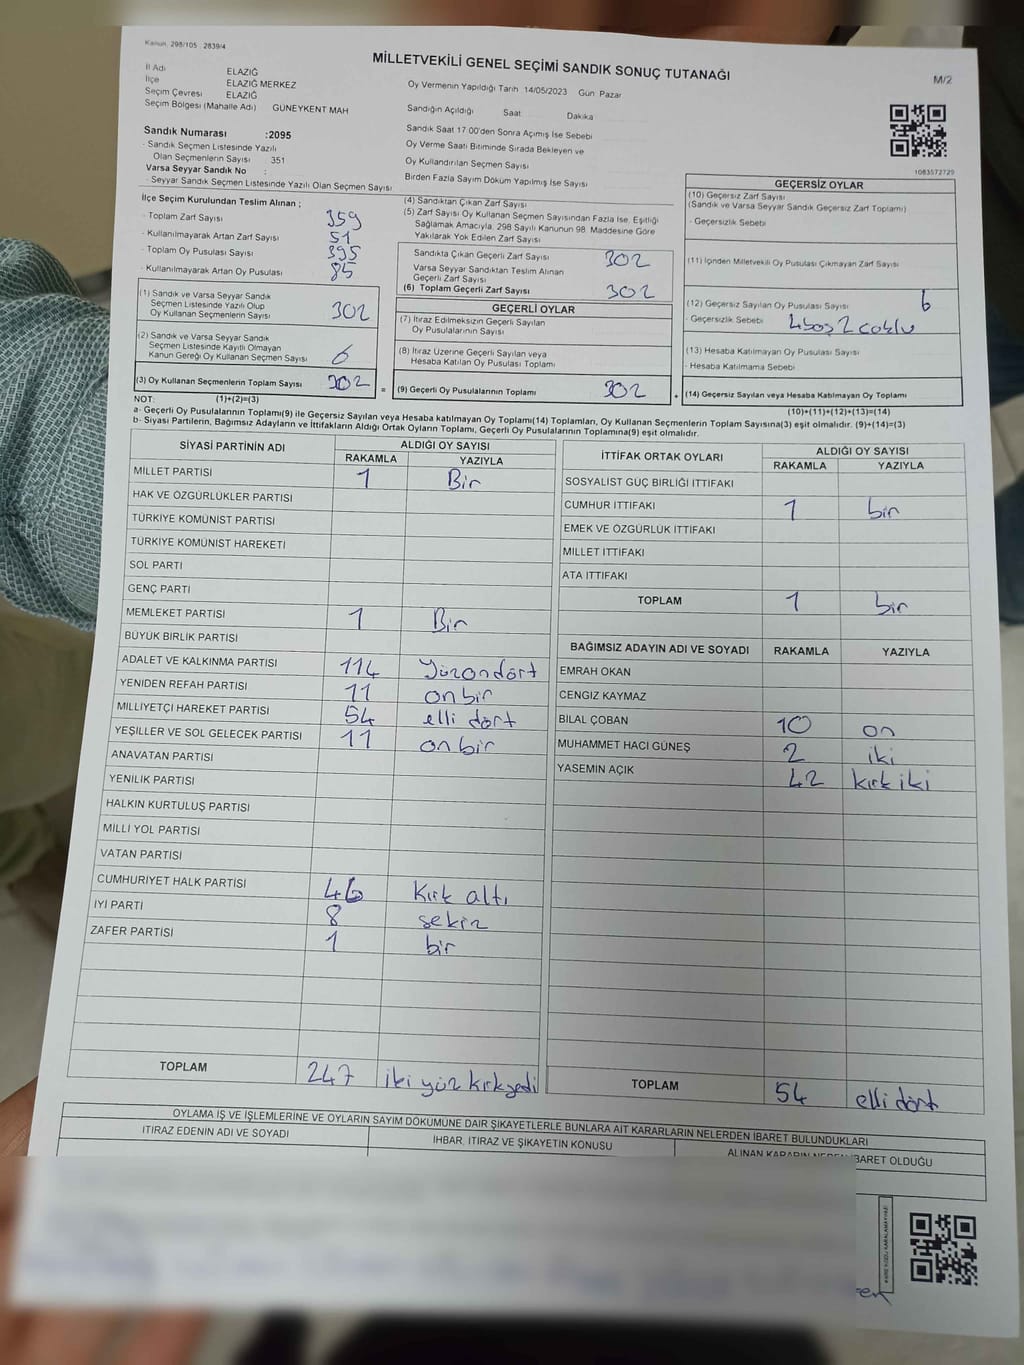 Kanun: 298/105 , 2839/4
MİLLETVEKİLİ GENEL SEÇİMİ SANDIK SONUÇ TUTANAĞI
M/2
İl Adı ELAZIĞ
İlçe ELAZIĞ MERKEZ
Seçim Çevresi ELAZIĞ
Seçim Bölgesi (Mahalle Adı) GÜNEYKENT MAH
Sandık Numarası :2095
- Sandık Seçmen Listesinde Yazılı
Olan Seçmenlerin Sayısı : 351
Varsa Seyyar Sandık No :
- Seyyar Sandık Seçmen Listesinde Yazılı Olan Seçmen Sayısı
Oy Vermenin Yapıldığı Tarih 14/05/2023 Gün: Pazar
Sandığın Açıldığı Saat Dakika
Sandık Saat 17.00'den Sonra Açılmış İse Sebebi
Oy Verme Saati Bitiminde Sırada Bekleyen ve
Oy Kullandırılan Seçmen Sayısı
Birden Fazla Sayım Döküm Yapılmış İse Sayısı
1083572729
İlçe Seçim Kurulundan Teslim Alınan ;
- Toplam Zarf Sayısı 359
- Kullanılmayarak Artan Zarf Sayısı 51
- Toplam Oy Pusulası Sayısı 395
- Kullanılmayarak Artan Oy Pusulası 85
(1) Sandık ve Varsa Seyyar Sandık
Seçmen Listesinde Yazılı Olup
Oy Kullanan Seçmenlerin Sayısı 302
(2) Sandık ve Varsa Seyyar Sandık
Seçmen Listesinde Kayıtlı Olmayan
Kanun Gereği Oy Kullanan Seçmen Sayısı 6
(3) Oy Kullanan Seçmenlerin Toplam Sayısı 302 =
(4) Sandıktan Çıkan Zarf Sayısı
(5) Zarf Sayısı Oy Kullanan Seçmen Sayısından Fazla İse, Eşitliği
Sağlamak Amacıyla, 298 Sayılı Kanunun 98. Maddesine Göre
Yakılarak Yok Edilen Zarf Sayısı
Sandıkta Çıkan Geçerli Zarf Sayısı 302
Varsa Seyyar Sandıktan Teslim Alınan
Geçerli Zarf Sayısı
(6) Toplam Geçerli Zarf Sayısı 302
GEÇERLİ OYLAR
(7) İtiraz Edilmeksizin Geçerli Sayılan
Oy Pusulalarının Sayısı
(8) İtiraz Üzerine Geçerli Sayılan veya
Hesaba Katılan Oy Pusulası Toplamı
(9) Geçerli Oy Pusulalarının Toplamı 302 +
GEÇERSİZ OYLAR
(10) Geçersiz Zarf Sayısı
(Sandık ve Varsa Seyyar Sandık Geçersiz Zarf Toplamı)
- Geçersizlik Sebebi
(11) İçinden Milletvekili Oy Pusulası Çıkmayan Zarf Sayısı
(12) Geçersiz Sayılan Oy Pusulası Sayısı 6
- Geçersizlik Sebebi 4 boş 2 çoklu
(13) Hesaba Katılmayan Oy Pusulası Sayısı
- Hesaba Katılmama Sebebi
(14) Geçersiz Sayılan veya Hesaba Katılmayan Oy Toplamı
NOT: (1)+(2)=(3) (10)+(11)+(12)+(13)=(14)
a- Geçerli Oy Pusulalarının Toplamı(9) ile Geçersiz Sayılan veya Hesaba katılmayan Oy Toplamı(14) Toplamları, Oy Kullanan Seçmenlerin Toplam Sayısına(3) eşit olmalıdır. (9)+(14)=(3)
b- Siyasi Partilerin, Bağımsız Adayların ve İttifakların Aldığı Ortak Oyların Toplamı, Geçerli Oy Pusulalarının Toplamına(9) eşit olmalıdır.
SİYASİ PARTİNİN ADI ALDIĞI OY SAYISI
RAKAMLA YAZIYLA
MİLLET PARTİSİ 1 Bir
HAK VE ÖZGÜRLÜKLER PARTİSİ
TÜRKİYE KOMÜNİST PARTİSİ
TÜRKİYE KOMÜNİST HAREKETİ
SOL PARTİ
GENÇ PARTİ
MEMLEKET PARTİSİ 1 Bir
BÜYÜK BİRLİK PARTİSİ
ADALET VE KALKINMA PARTİSİ 114 Yüzondört
YENİDEN REFAH PARTİSİ 11 onbir
MİLLİYETÇİ HAREKET PARTİSİ 54 elli dört
YEŞİLLER VE SOL GELECEK PARTİSİ 11 onbir
ANAVATAN PARTİSİ
YENİLİK PARTİSİ
HALKIN KURTULUŞ PARTİSİ
MİLLİ YOL PARTİSİ
VATAN PARTİSİ
CUMHURİYET HALK PARTİSİ 46 Kırk altı
İYİ PARTİ 8 sekiz
ZAFER PARTİSİ 1 bir
TOPLAM 247 iki yüz kırkyedi
İTTİFAK ORTAK OYLARI ALDIĞI OY SAYISI
RAKAMLA YAZIYLA
SOSYALİST GÜÇ BİRLİĞİ İTTİFAKI
CUMHUR İTTİFAKI 1 bir
EMEK VE ÖZGÜRLÜK İTTİFAKI
MİLLET İTTİFAKI
ATA İTTİFAKI
TOPLAM 1 bir
BAĞIMSIZ ADAYIN ADI VE SOYADI RAKAMLA YAZIYLA
EMRAH OKAN
CENGİZ KAYMAZ
BİLAL ÇOBAN 10 on
MUHAMMET HACI GÜNEŞ 2 iki
YASEMİN AÇIK 42 kırk iki
TOPLAM 54 elli dört
OYLAMA İŞ VE İŞLEMLERİNE VE OYLARIN SAYIM DÖKÜMÜNE DAİR ŞİKAYETLERLE BUNLARA AİT KARARLARIN NELERDEN İBARET BULUNDUKLARI
İTİRAZ EDENİN ADI VE SOYADI İHBAR, İTİRAZ VE ŞİKAYETİN KONUSU ALINAN KARARIN NEDEN İBARET OLDUĞU